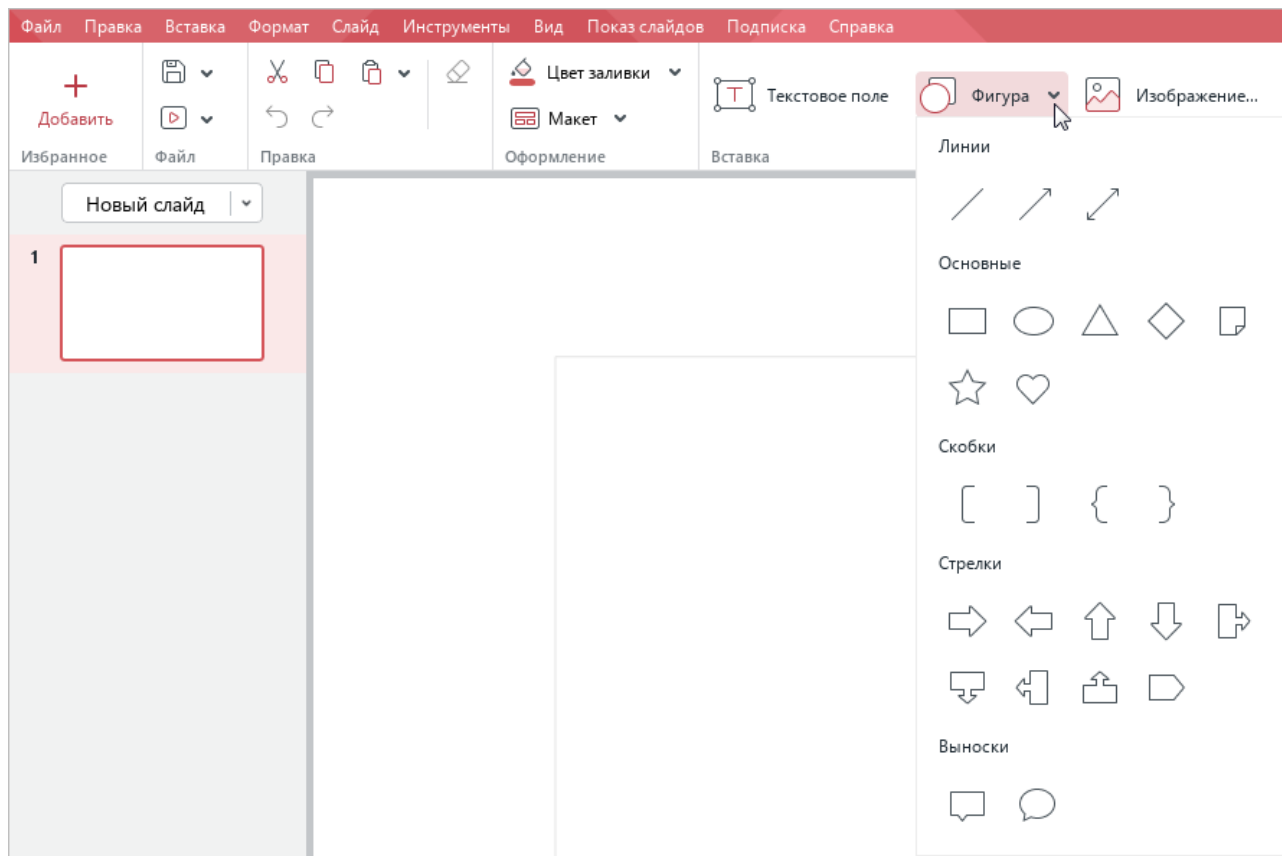 Файл Правка Вставка Формат Слайд Инструменты Вид Показ слайдов Подписка Справка
Добавить
Цвет заливки
Макет
Текстовое поле
Фигура
Изображение...
Избранное Файл Правка Оформление Вставка
Новый слайд
1
Линии
Основные
Скобки
Стрелки
Выноски